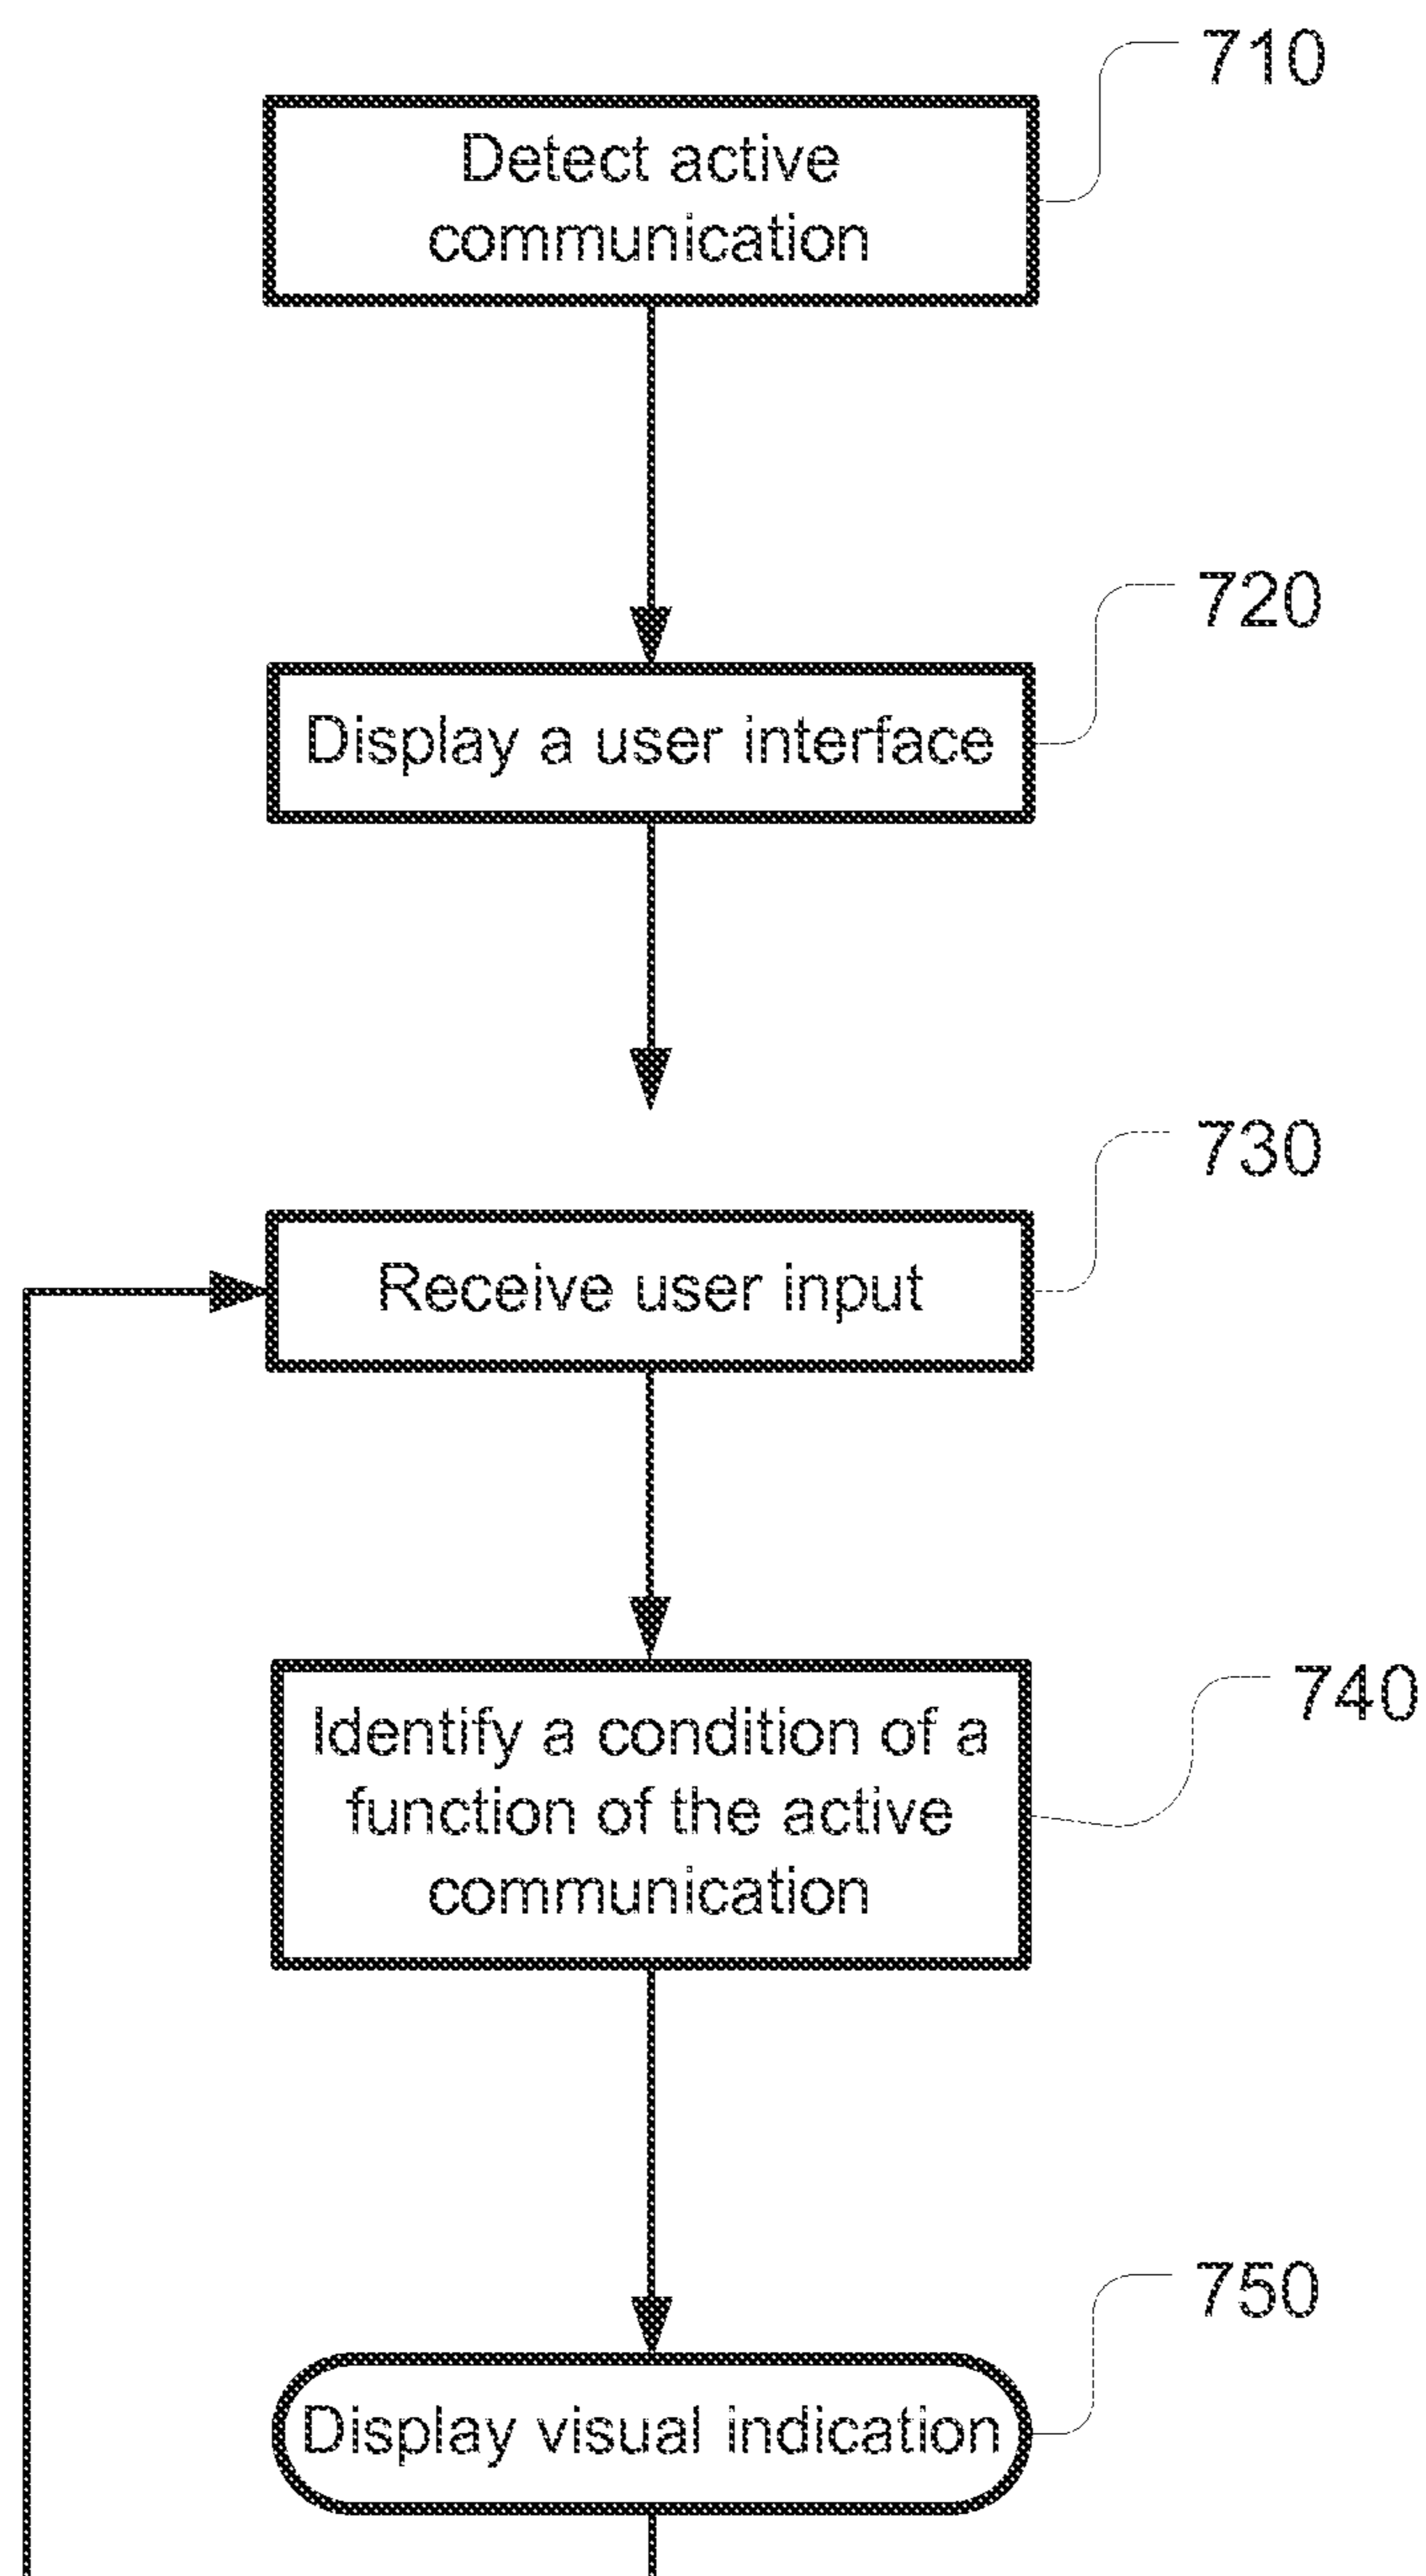 710
Detect active
communication
720
Display a user interface
730
Receive user input
740
Identify a condition of a
function of the active
communication
750
Display visual indication